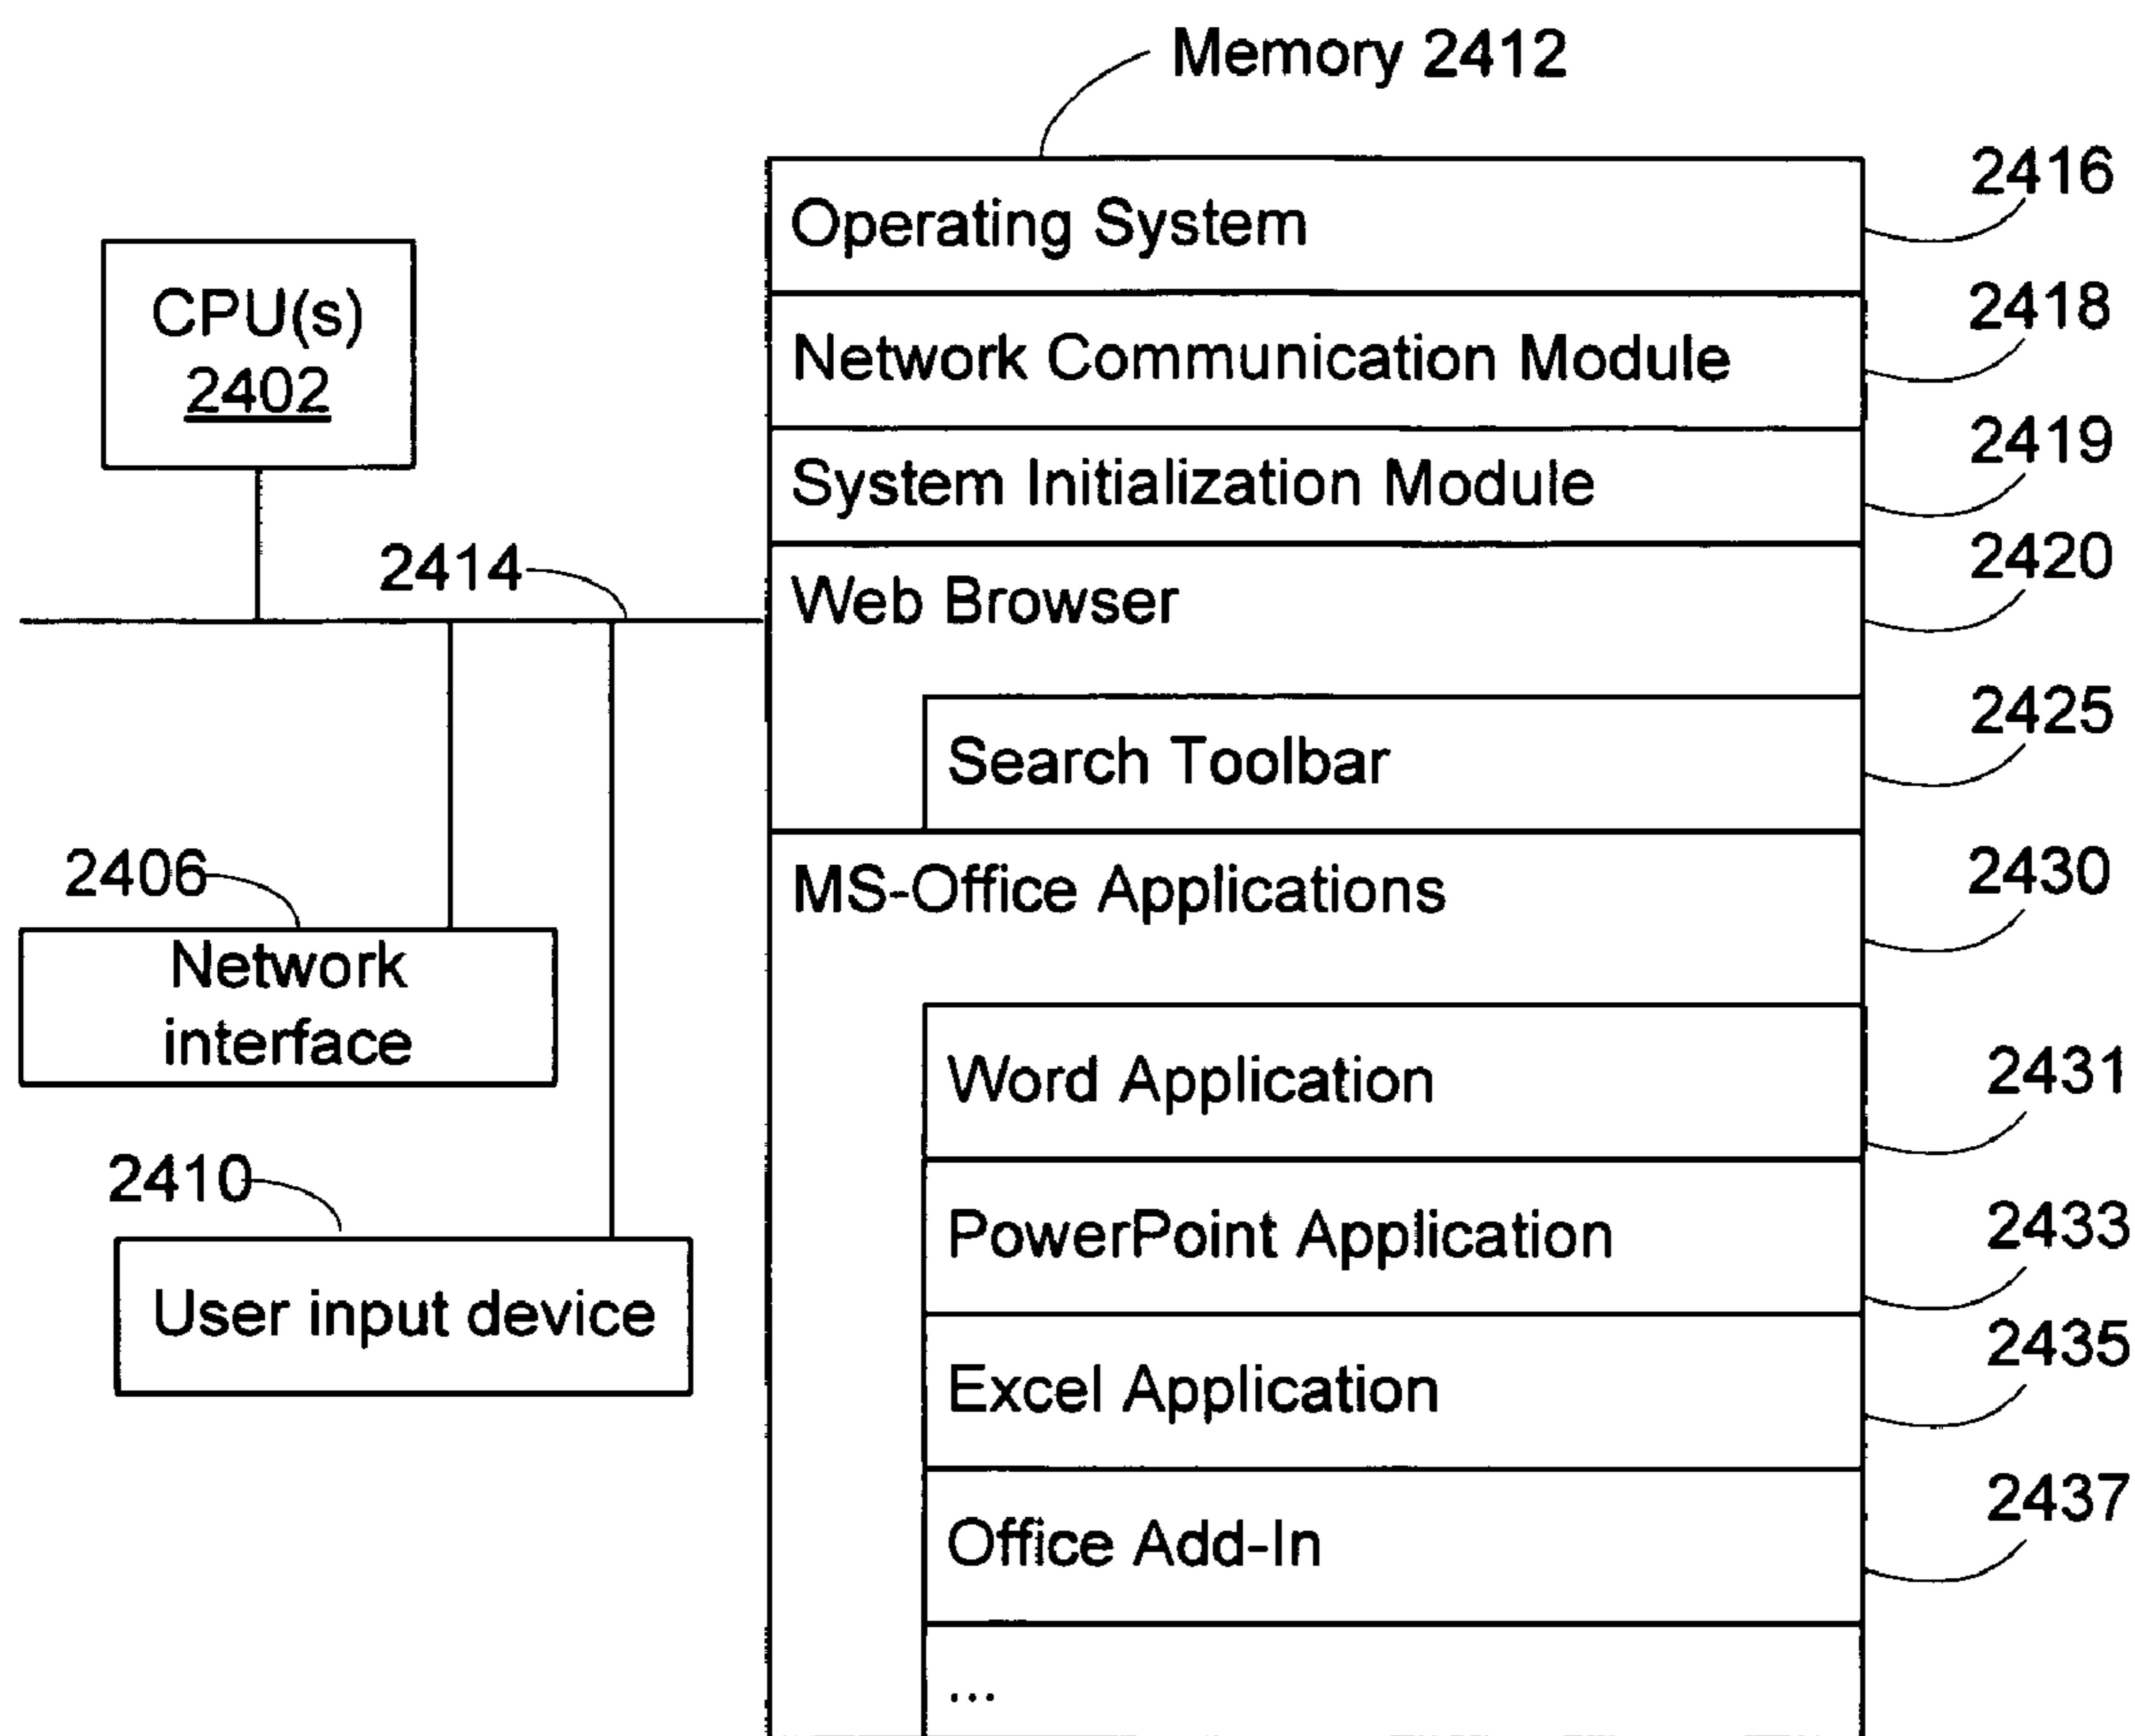 Memory 2412
Operating System
2416
CPU(s)
2402
Network Communication Module
2418
System Initialization Module
2419
2414
Web Browser
2420
Search Toolbar
2425
2406
Network
interface
MS-Office Applications
2430
Word Application
2431
2410
User input device
PowerPoint Application
2433
Excel Application
2435
Office Add-In
2437
...